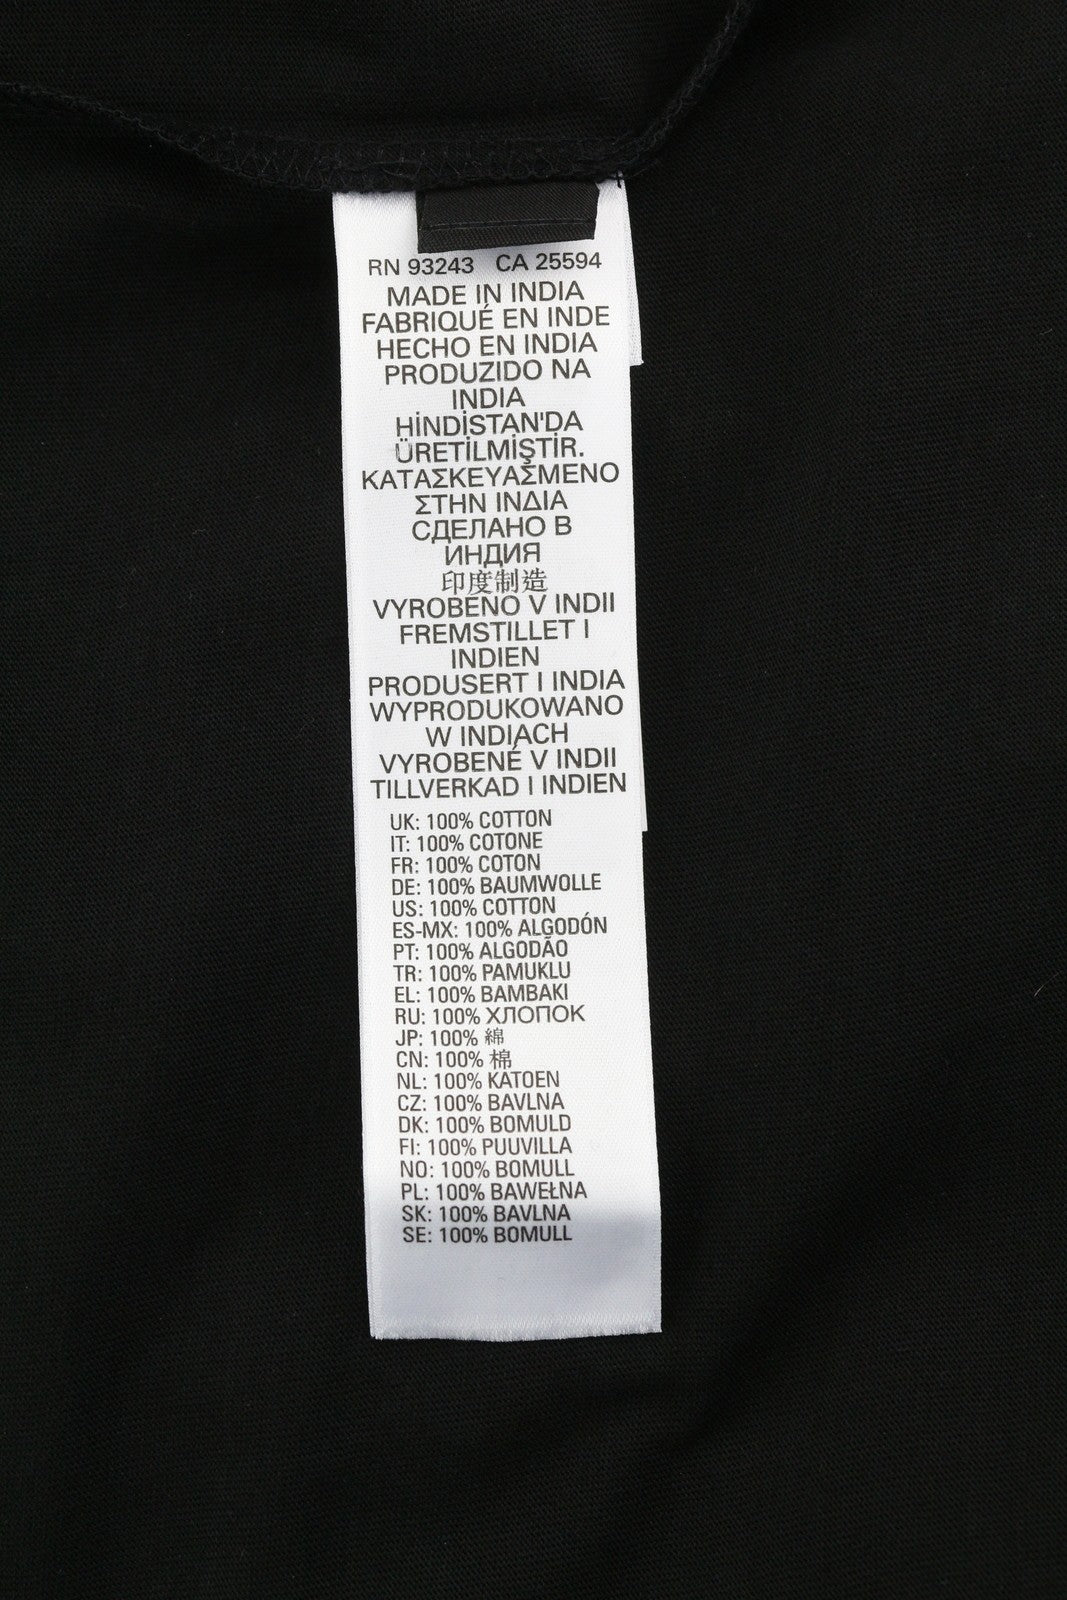 RN 93243 CA 25594
MADE IN INDIA
FABRIQUÉ EN INDE
HECHO EN INDIA
PRODUZIDO NA
INDIA
HİNDİSTAN'DA
ÜRETİLMİŞTİR.
ΚΑΤΑΣΚΕΥΑΣΜΕΝΟ
ΣΤΗΝ ΙΝΔΙΑ
СДЕЛАНО В
ИНДИЯ
印度制造
VYROBENO V INDII
FREMSTILLET I
INDIEN
PRODUSERT I INDIA
WYPRODUKOWANO
W INDIACH
VYROBENÉ V INDII
TILLVERKAD I INDIEN
UK: 100% COTTON
IT: 100% COTONE
FR: 100% COTON
DE: 100% BAUMWOLLE
US: 100% COTTON
ES-MX: 100% ALGODÓN
PT: 100% ALGODÃO
TR: 100% PAMUKLU
EL: 100% ΒΑΜΒΑΚΙ
RU: 100% ХЛОПОК
JP: 100% 綿
CN: 100% 棉
NL: 100% KATOEN
CZ: 100% BAVLNA
DK: 100% BOMULD
FI: 100% PUUVILLA
NO: 100% BOMULL
PL: 100% BAWEŁNA
SK: 100% BAVLNA
SE: 100% BOMULL